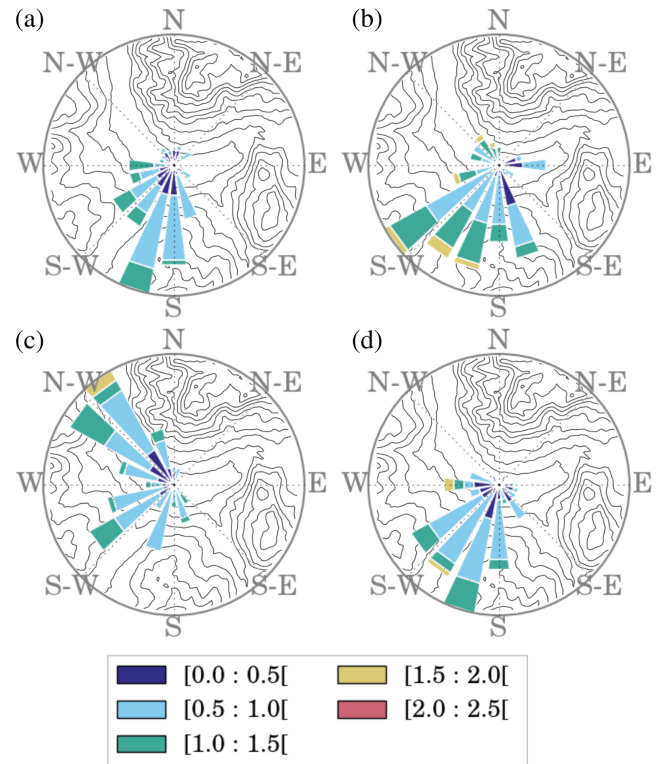 (a) N (b) N
N-W N-E N-W N-E
W E W E
S-W S-E S-W S-E
S S
(c) N (d) N
N-W N-E N-W N-E
W E W E
S-W S-E S-W S-E
S S
[0.0 : 0.5[ [1.5 : 2.0[
[0.5 : 1.0[ [2.0 : 2.5[
[1.0 : 1.5[